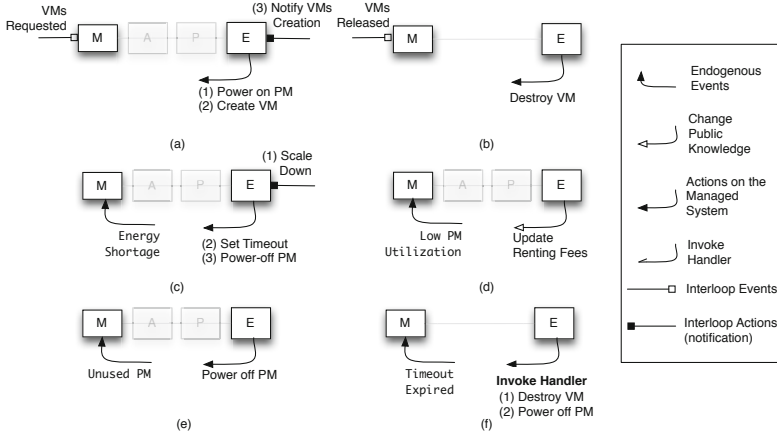 VMs
Requested
M
A
P
E
(3) Notify VMs
Creation
(1) Power on PM
(2) Create VM
(a)
VMs
Released
M
E
Destroy VM
(b)
M
A
P
E
(1) Scale
Down
Energy
Shortage
(2) Set Timeout
(3) Power-off PM
(c)
M
A
P
E
Low PM
Utilization
Update
Renting Fees
(d)
M
A
P
E
Unused PM
Power off PM
(e)
M
E
Timeout
Expired
Invoke Handler
(1) Destroy VM
(2) Power off PM
(f)
Endogenous
Events
Change
Public
Knowledge
Actions on the
Managed
System
Invoke
Handler
Interloop Events
Interloop Actions
(notification)